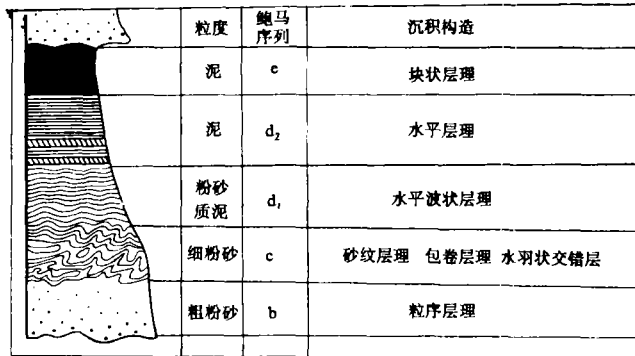 粒度 鲍马序列 沉积构造
泥 e 块状层理
泥 d₂ 水平层理
粉砂质泥 d₁ 水平波状层理
细粉砂 c 砂纹层理 包卷层理 水羽状交错层
粗粉砂 b 粒序层理